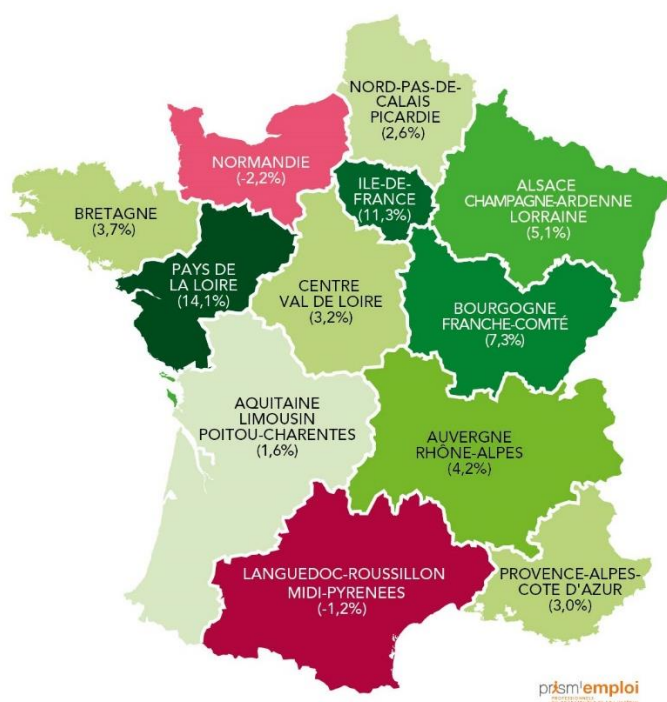 NORD-PAS-DE-
CALAIS
PICARDIE
(2,6%)
NORMANDIE
(-2,2%)
ILE-DE-
FRANCE
(11,3%)
ALSACE
CHAMPAGNE-ARDENNE
LORRAINE
(5,1%)
BRETAGNE
(3,7%)
PAYS DE
LA LOIRE
(14,1%)
CENTRE
VAL DE LOIRE
(3,2%)
BOURGOGNE
FRANCHE-COMTÉ
(7,3%)
AQUITAINE
LIMOUSIN
POITOU-CHARENTES
(1,6%)
AUVERGNE
RHÔNE-ALPES
(4,2%)
LANGUEDOC-ROUSSILLON
MIDI-PYRENEES
(-1,2%)
PROVENCE-ALPES-
COTE D'AZUR
(3,0%)
prism'emploi